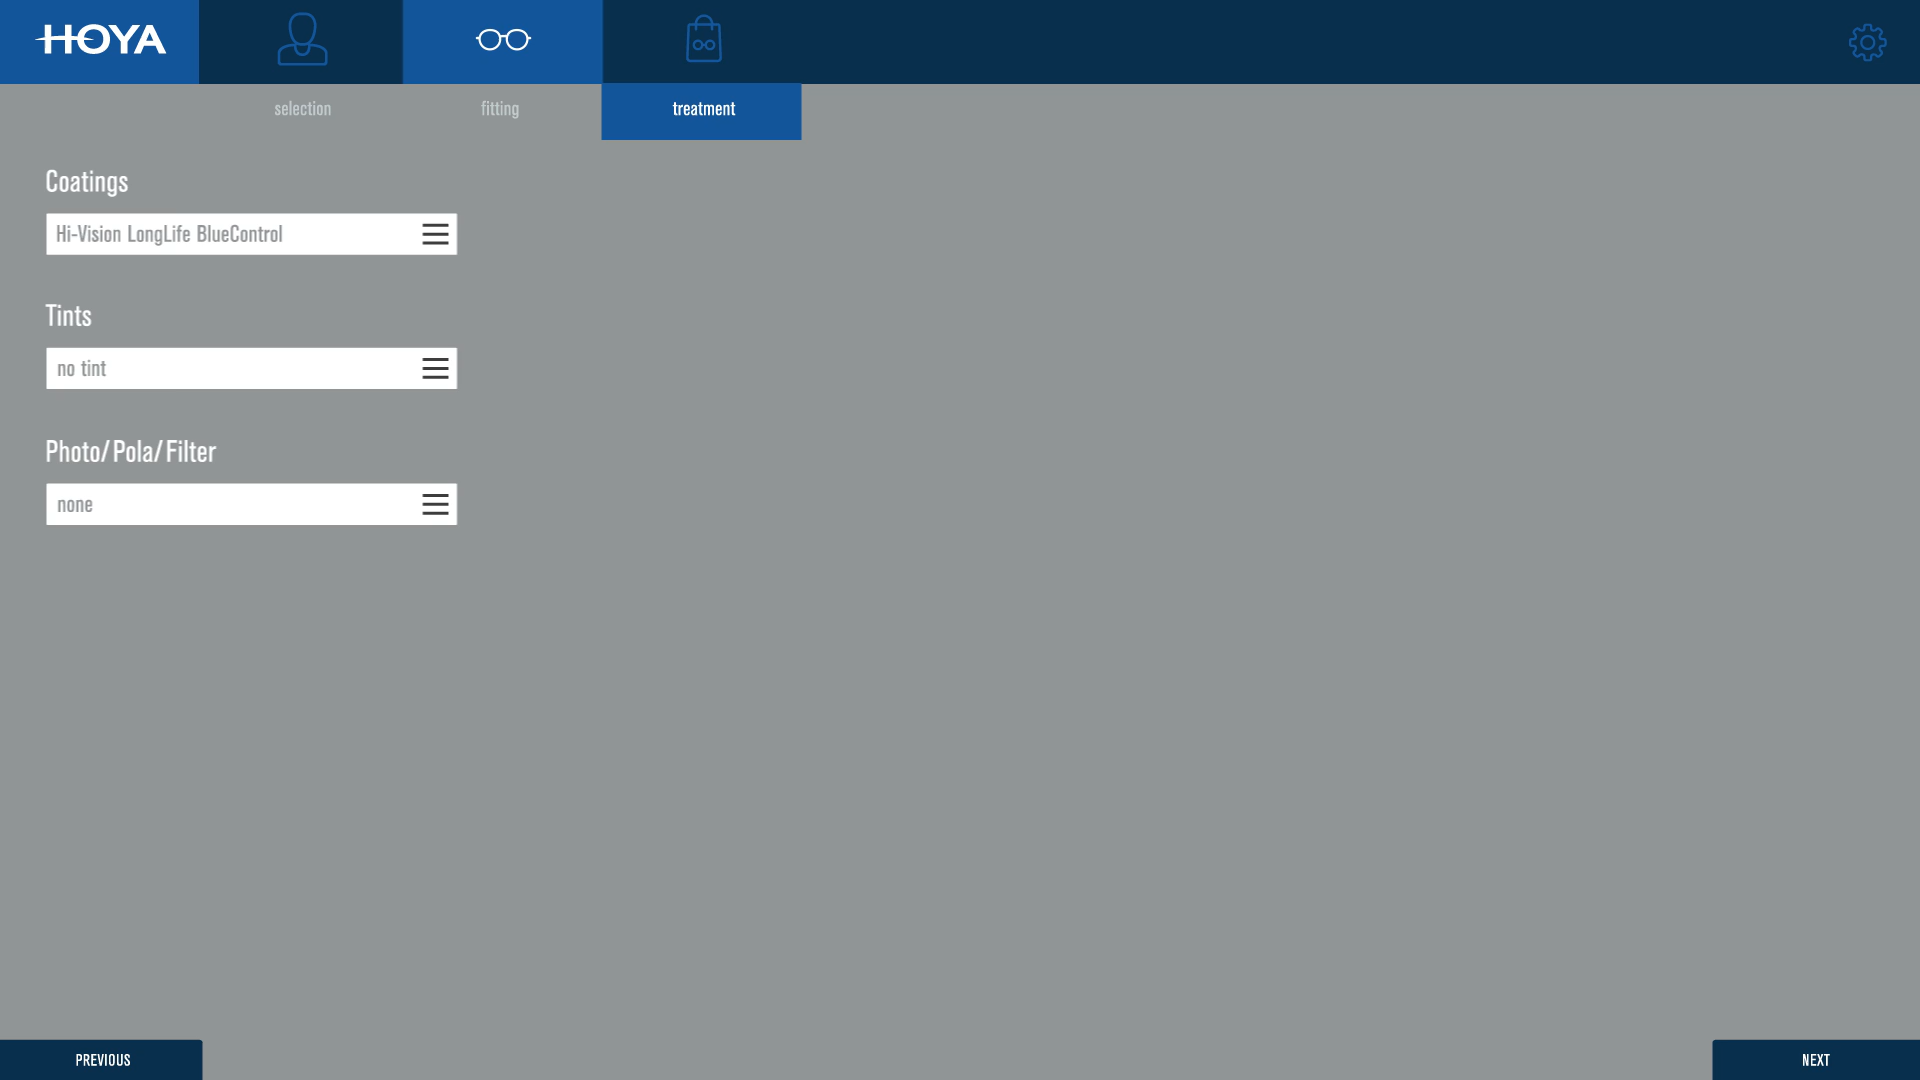 HOYA
selection
fitting
treatment
Coatings
Hi-Vision LongLife BlueControl
Tints
no tint
Photo/Pola/Filter
none
PREVIOUS
NEXT